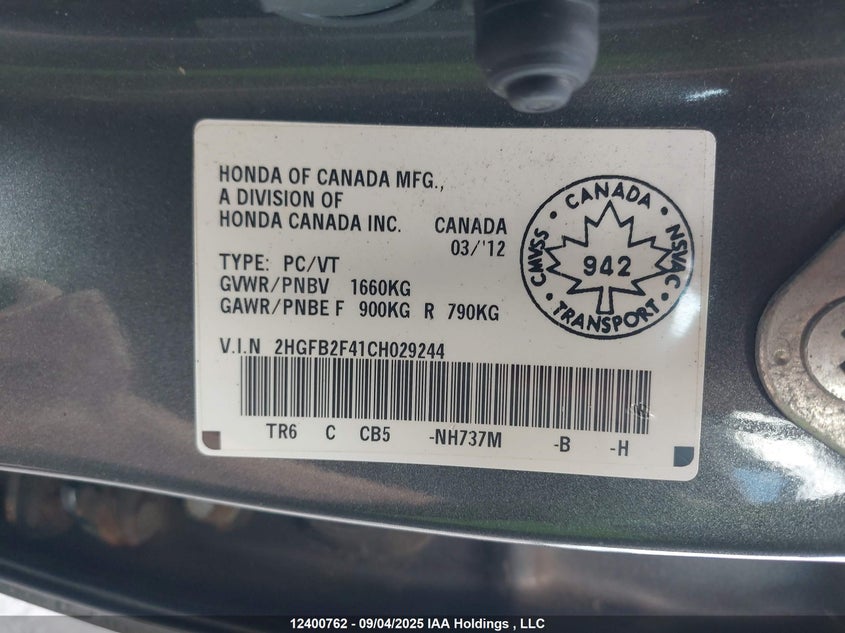 HONDA OF CANADA MFG.,
A DIVISION OF
HONDA CANADA INC. CANADA
03/'12
TYPE: PC/VT
GVWR/PNBV 1660KG
GAWR/PNBE F 900KG R 790KG
V.I.N 2HGFB2F41CH029244
TR6 C CB5 -NH737M -B -H
CANADA • NSVAC • TRANSPORT • CMVSS •
942
12400762 - 09/04/2025 IAA Holdings , LLC